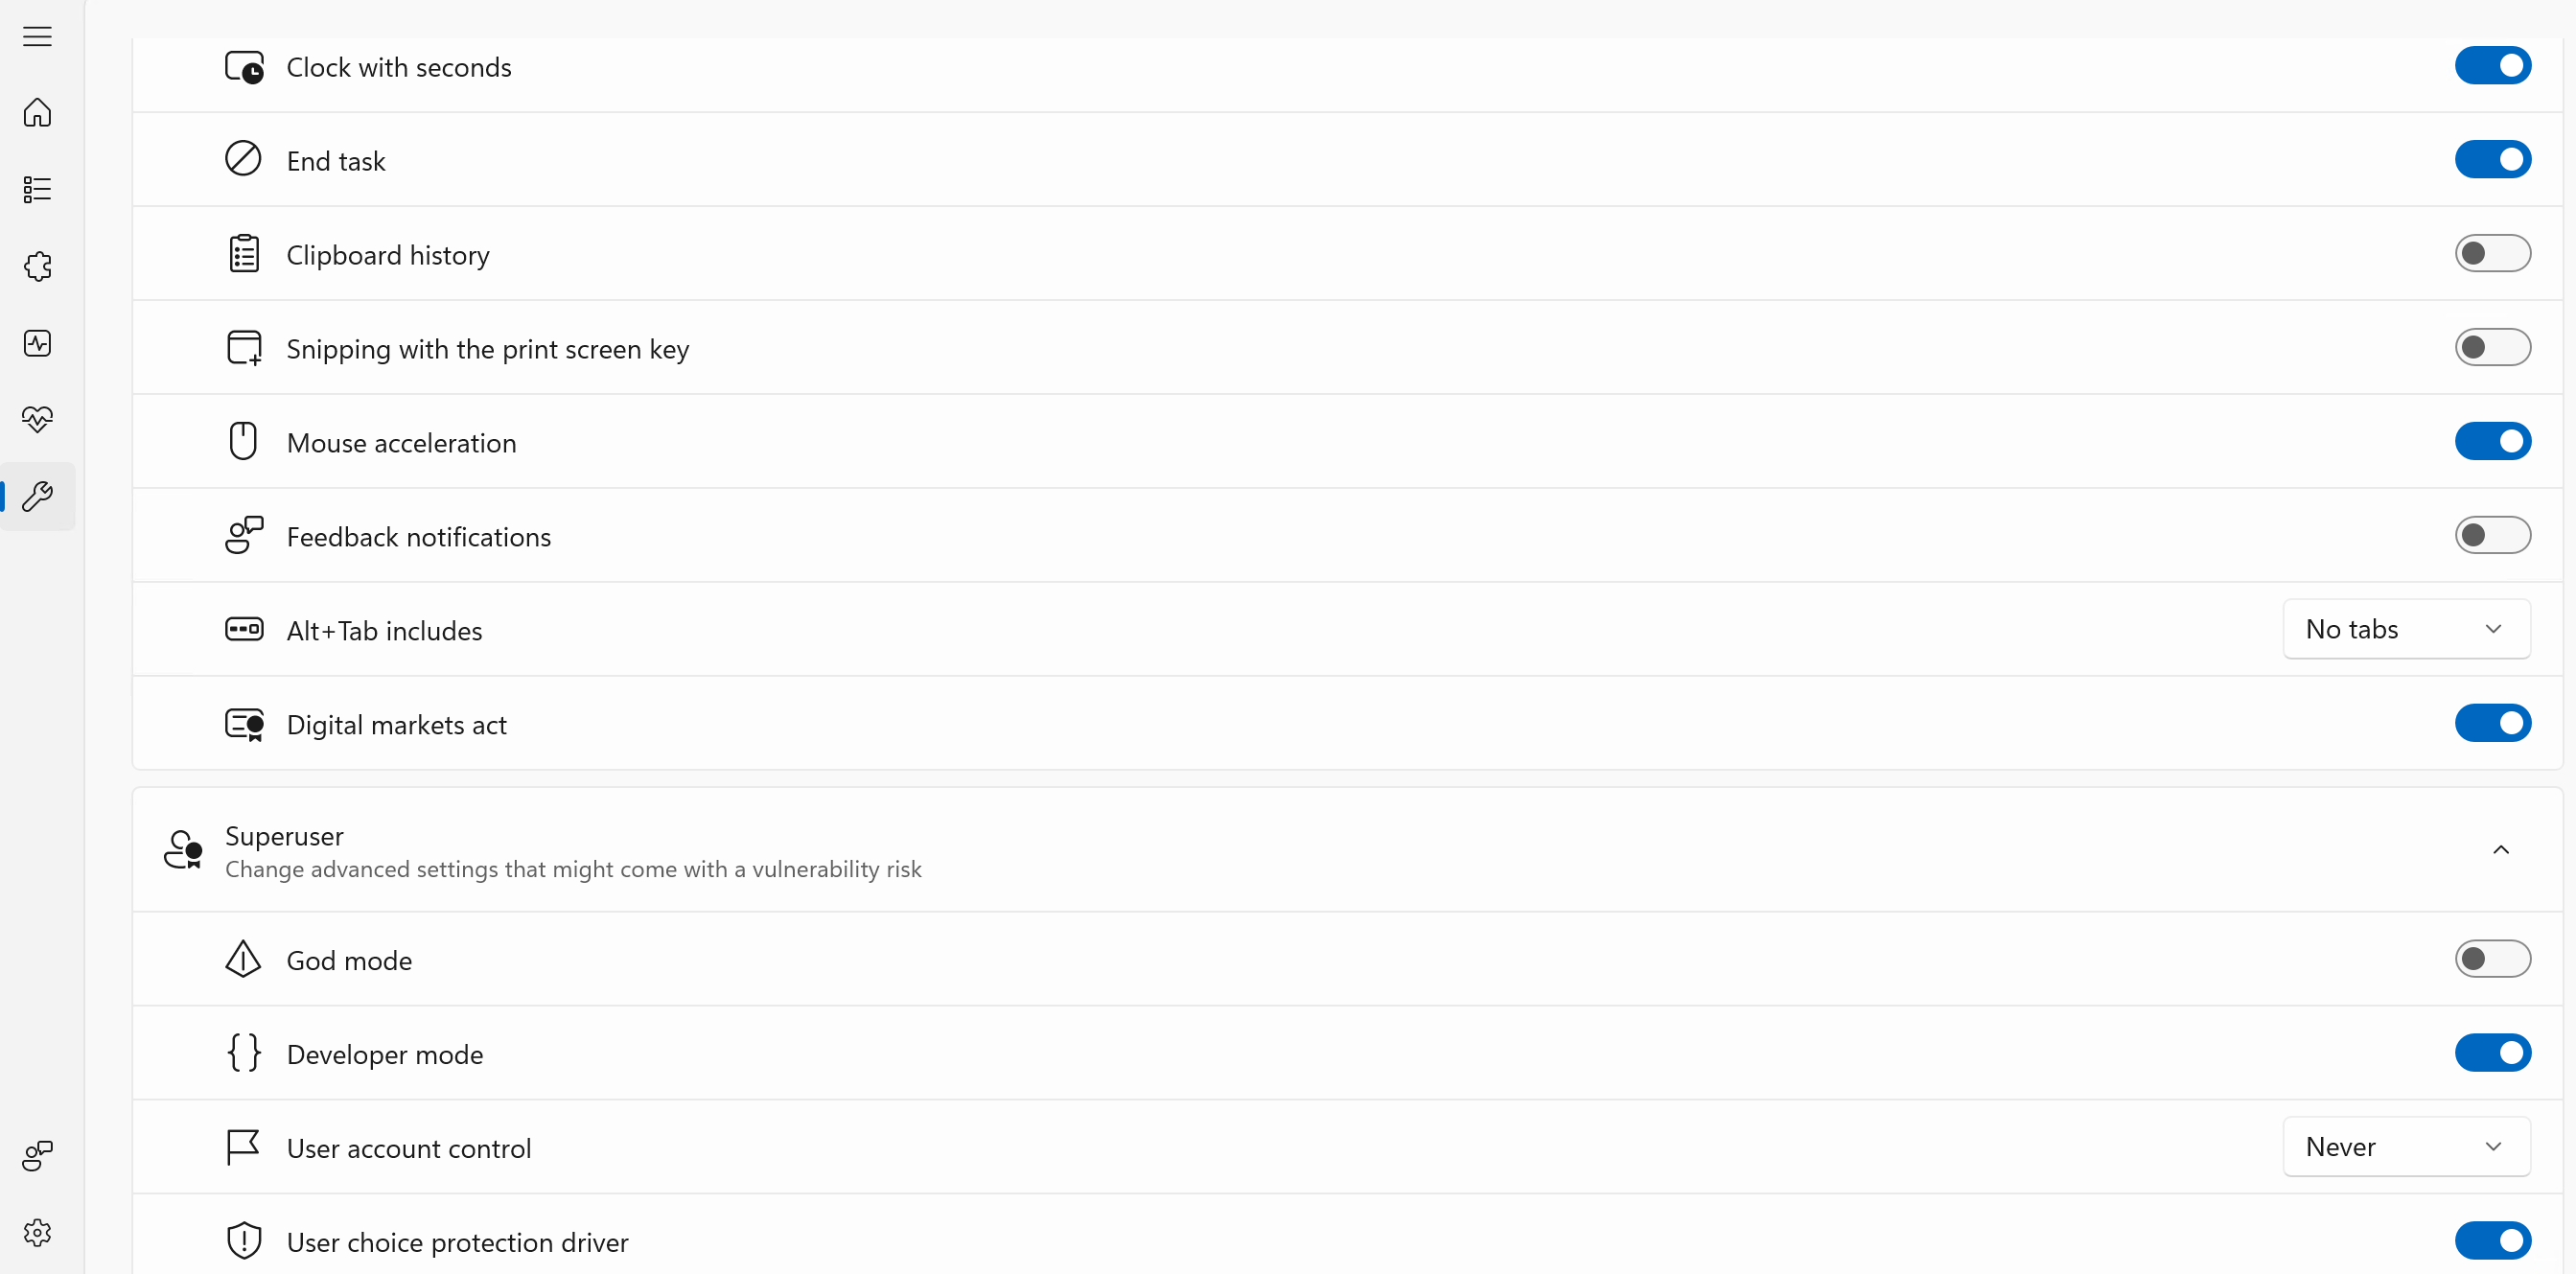 Clock with seconds
End task
Clipboard history
Snipping with the print screen key
Mouse acceleration
Feedback notifications
Alt+Tab includes
No tabs
Digital markets act
Superuser
Change advanced settings that might come with a vulnerability risk
God mode
Developer mode
User account control
Never
User choice protection driver